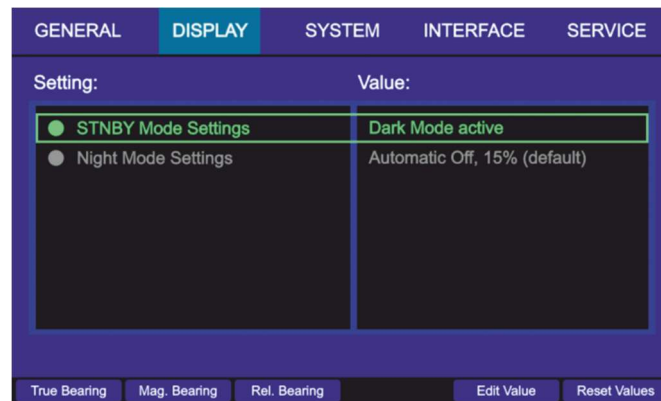 GENERAL DISPLAY SYSTEM INTERFACE SERVICE
Setting: Value:
STNBY Mode Settings Dark Mode active
Night Mode Settings Automatic Off, 15% (default)
True Bearing Mag. Bearing Rel. Bearing Edit Value Reset Values